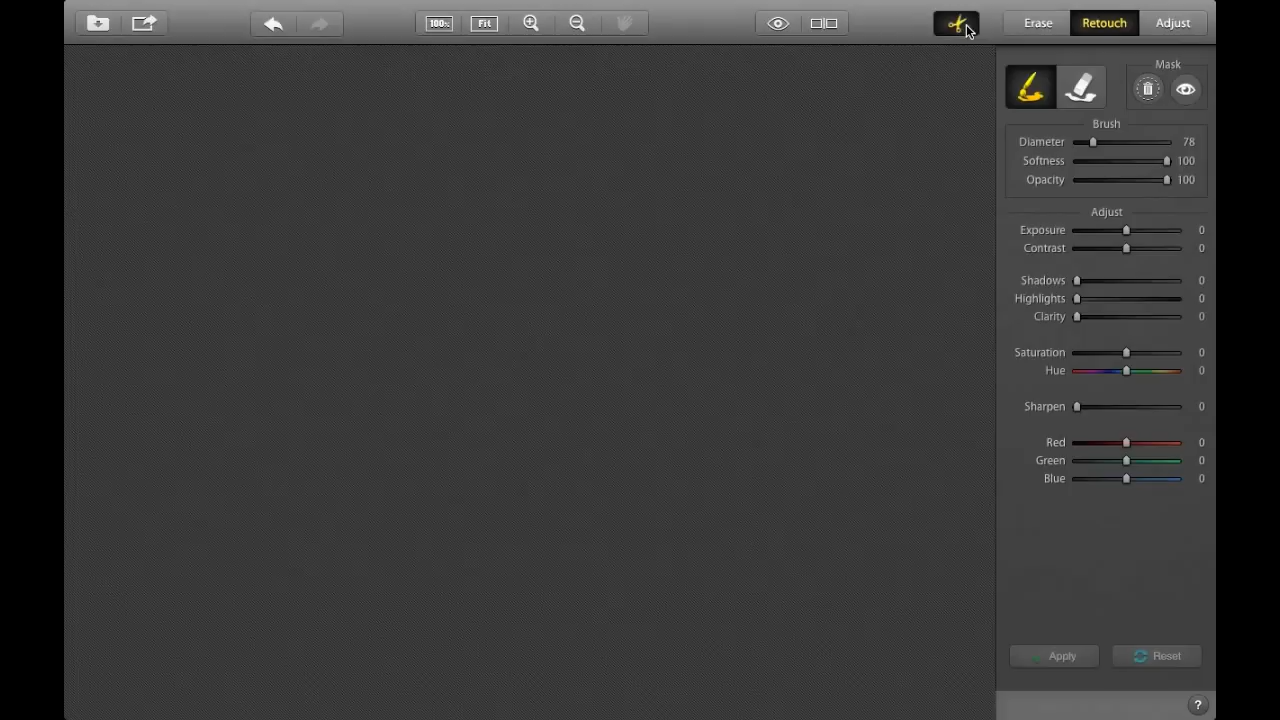 100% Fit Erase Retouch Adjust
Mask
Brush
Diameter 78
Softness 100
Opacity 100
Adjust
Exposure 0
Contrast 0
Shadows 0
Highlights 0
Clarity 0
Saturation 0
Hue 0
Sharpen 0
Red 0
Green 0
Blue 0
Apply Reset
?